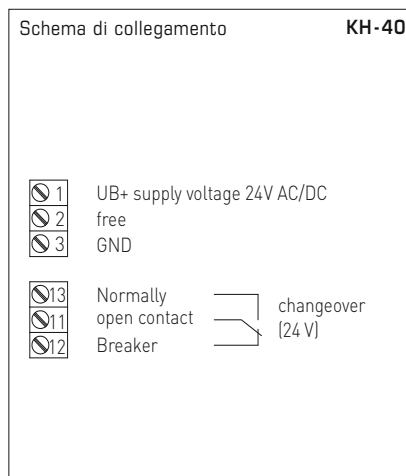 Schema di collegamento KH-40
1 UB+ supply voltage 24V AC/DC
2 free
3 GND
13 Normally
11 open contact
12 Breaker
changeover
(24 V)